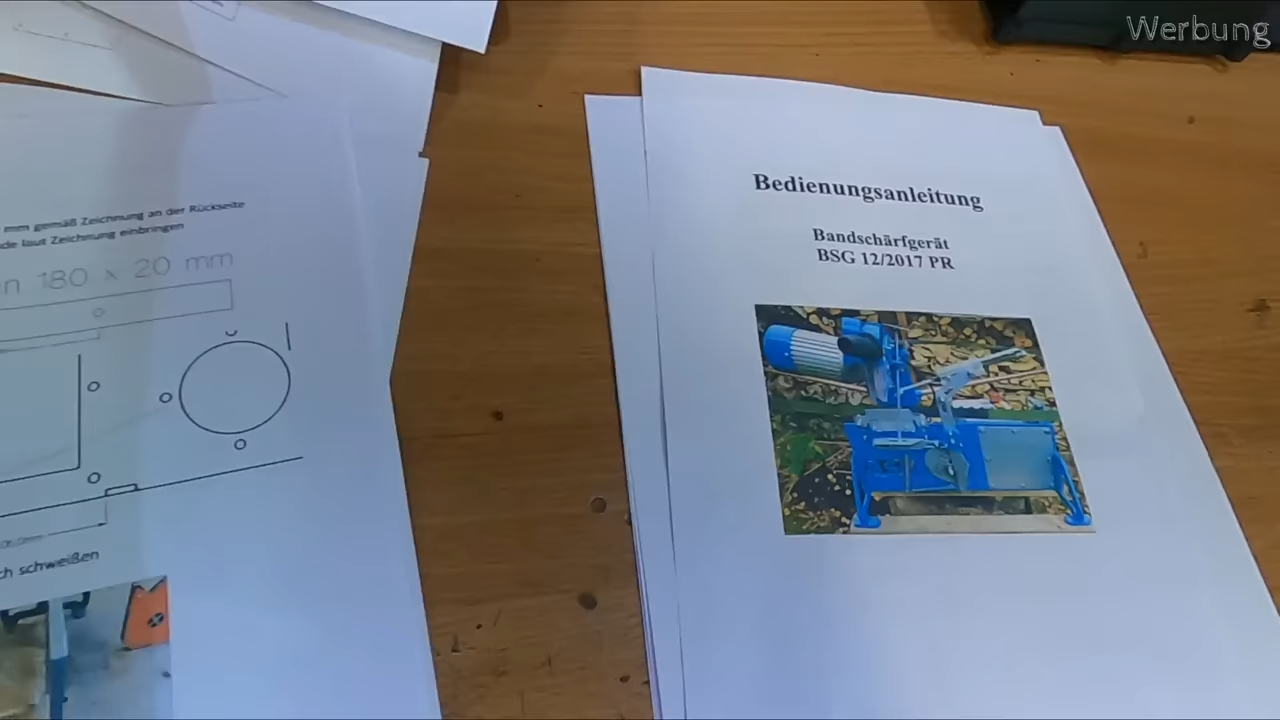 Werbung
mm gemäß Zeichnung an der Rückseite
laut Zeichnung einbringen
180 x 20 mm
schweißen
Bedienungsanleitung
Bandschärfgerät
BSG 12/2017 PR